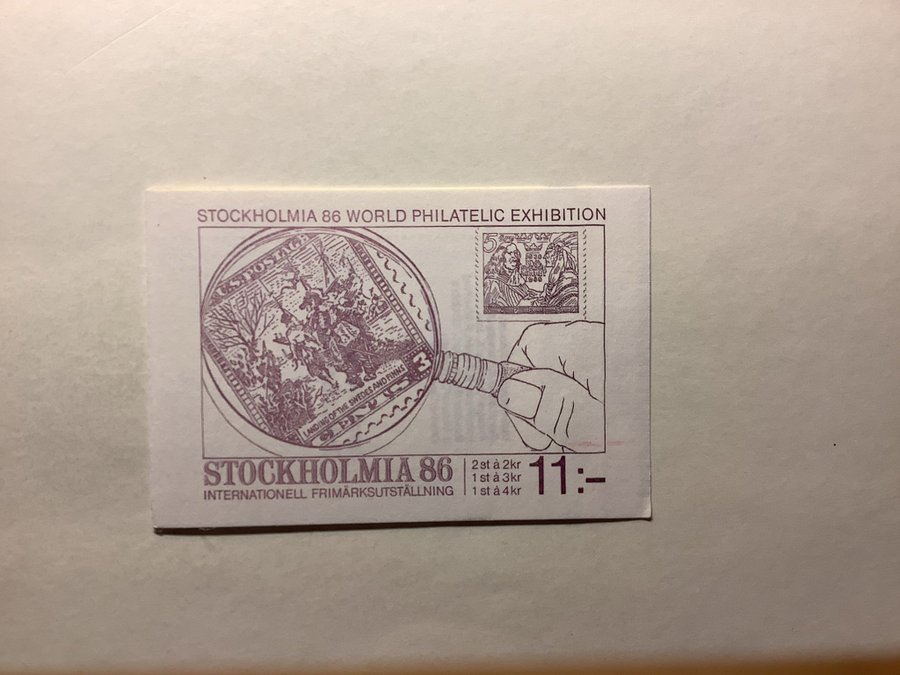 STOCKHOLMIA 86 WORLD PHILATELIC EXHIBITION
U.S. POSTAGE
LANDING OF THE SWEDES AND FINNS
3
CENTS
5
STOCKHOLMIA 86
INTERNATIONELL FRIMÄRKSUTSTÄLLNING
2 st à 2kr
1 st à 3kr
1 st à 4kr
11:-